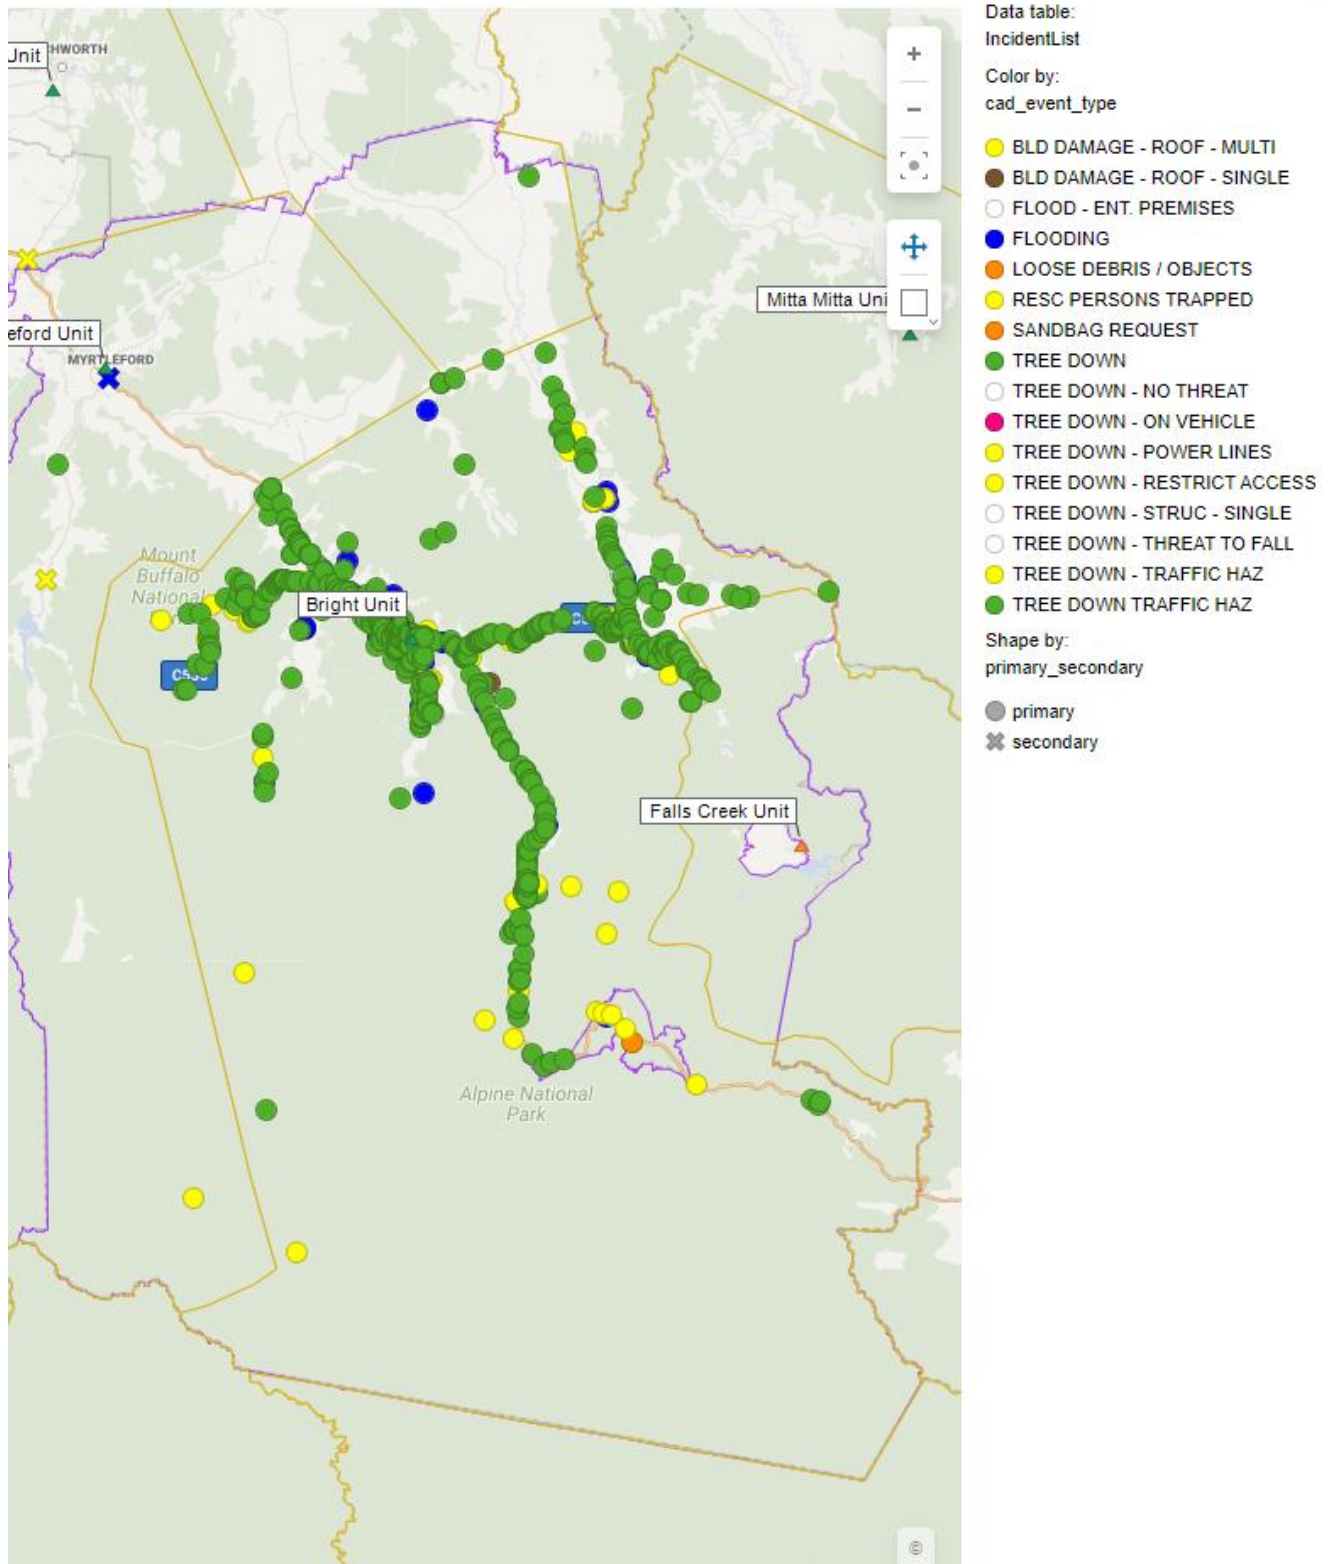 HWORTH
Unit
Mitta Mitta Uni
eford Unit
MYRTLEFORD
Mount
Buffalo
National
Bright Unit
Falls Creek Unit
Alpine National
Park
©
Data table:
IncidentList
Color by:
cad_event_type
BLD DAMAGE - ROOF - MULTI
BLD DAMAGE - ROOF - SINGLE
FLOOD - ENT. PREMISES
FLOODING
LOOSE DEBRIS / OBJECTS
RESC PERSONS TRAPPED
SANDBAG REQUEST
TREE DOWN
TREE DOWN - NO THREAT
TREE DOWN - ON VEHICLE
TREE DOWN - POWER LINES
TREE DOWN - RESTRICT ACCESS
TREE DOWN - STRUC - SINGLE
TREE DOWN - THREAT TO FALL
TREE DOWN - TRAFFIC HAZ
TREE DOWN TRAFFIC HAZ
Shape by:
primary_secondary
primary
secondary